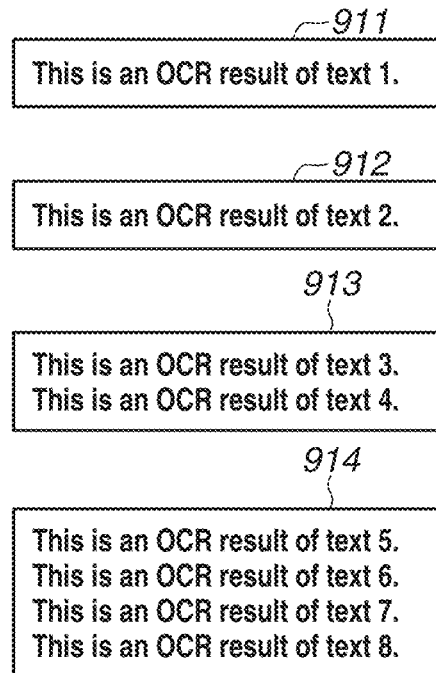 911
This is an OCR result of text 1.
912
This is an OCR result of text 2.
913
This is an OCR result of text 3.
This is an OCR result of text 4.
914
This is an OCR result of text 5.
This is an OCR result of text 6.
This is an OCR result of text 7.
This is an OCR result of text 8.